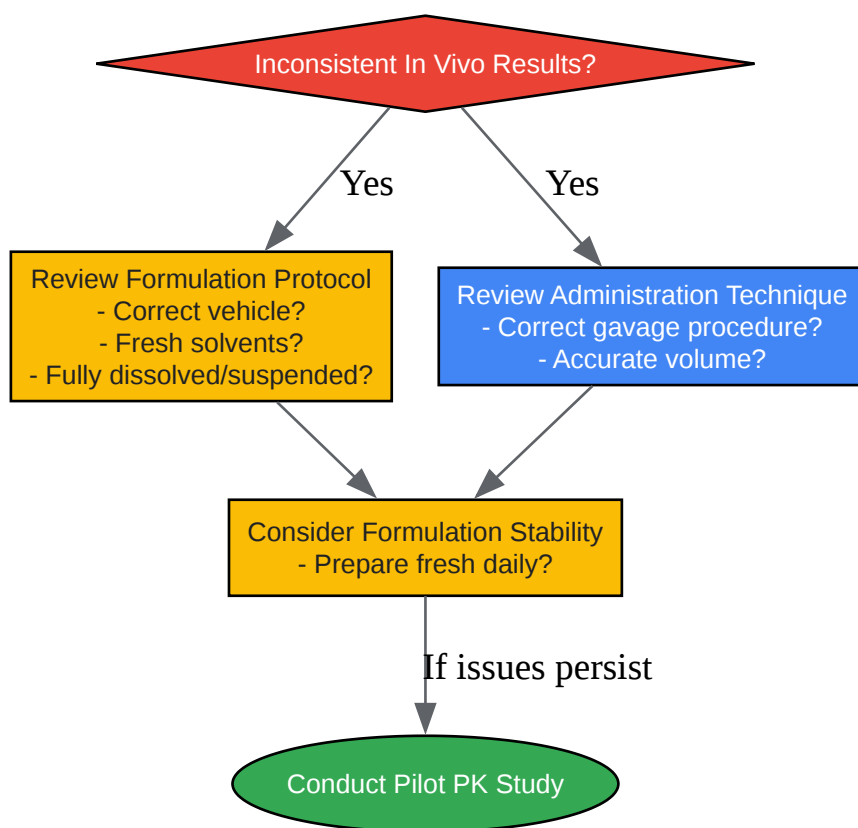 Inconsistent In Vivo Results?
Yes
Yes
Review Formulation Protocol
- Correct vehicle?
- Fresh solvents?
- Fully dissolved/suspended?
Review Administration Technique
- Correct gavage procedure?
- Accurate volume?
Consider Formulation Stability
- Prepare fresh daily?
If issues persist
Conduct Pilot PK Study